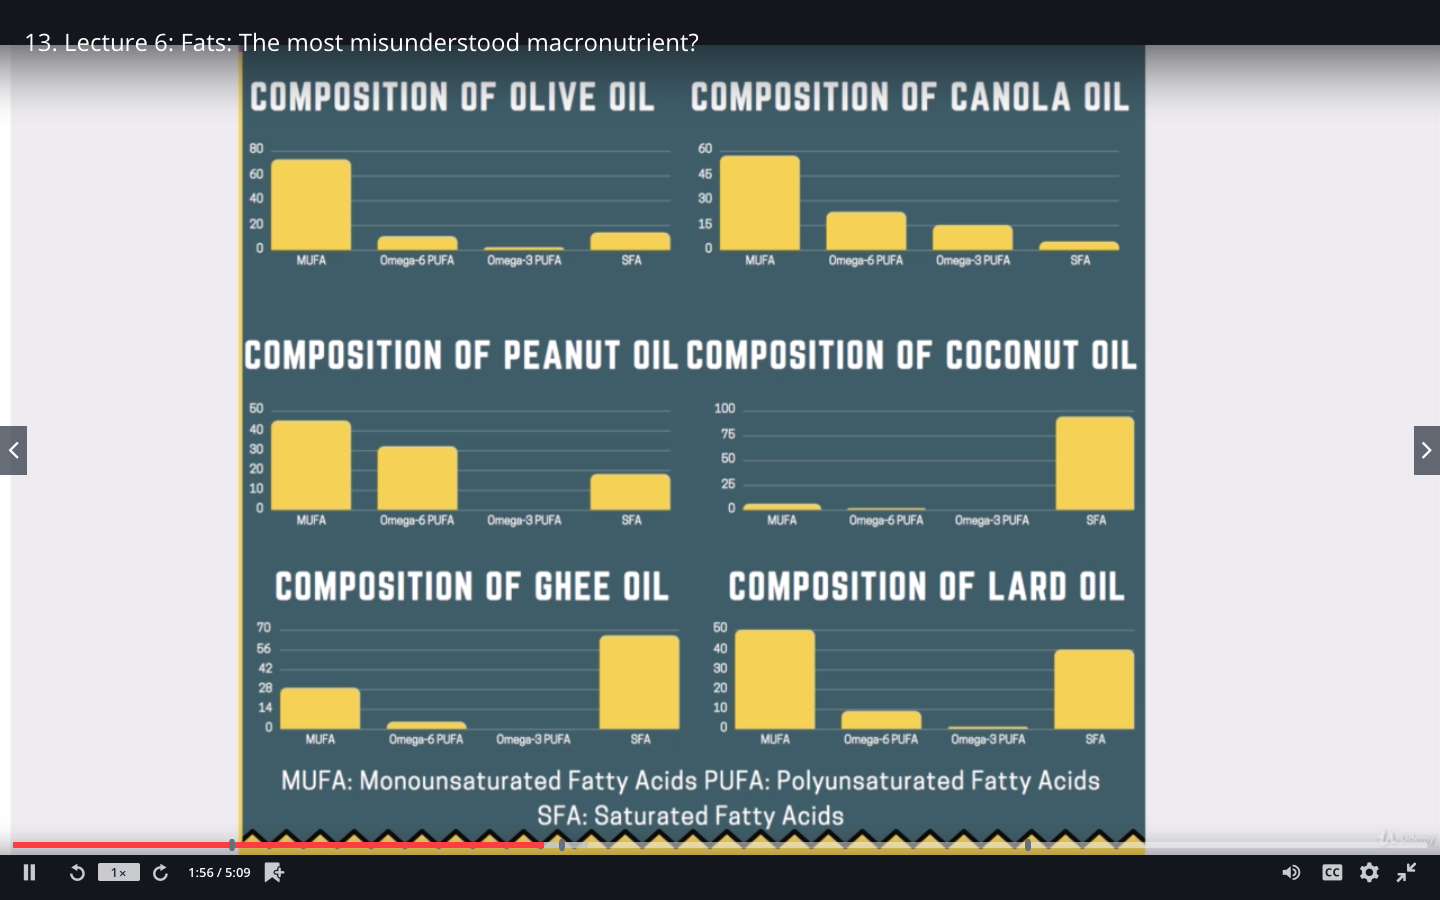 13. Lecture 6: Fats: The most misunderstood macronutrient?
COMPOSITION OF OLIVE OIL
80
60
40
20
0
MUFA Omega-6 PUFA Omega-3 PUFA SFA
COMPOSITION OF CANOLA OIL
60
45
30
15
0
MUFA Omega-6 PUFA Omega-3 PUFA SFA
COMPOSITION OF PEANUT OIL
50
40
30
20
10
0
MUFA Omega-6 PUFA Omega-3 PUFA SFA
COMPOSITION OF COCONUT OIL
100
75
50
25
0
MUFA Omega-6 PUFA Omega-3 PUFA SFA
COMPOSITION OF GHEE OIL
70
56
42
28
14
0
MUFA Omega-6 PUFA Omega-3 PUFA SFA
COMPOSITION OF LARD OIL
50
40
30
20
10
0
MUFA Omega-6 PUFA Omega-3 PUFA SFA
MUFA: Monounsaturated Fatty Acids PUFA: Polyunsaturated Fatty Acids
SFA: Saturated Fatty Acids
Udemy
1× 1:56 / 5:09 CC